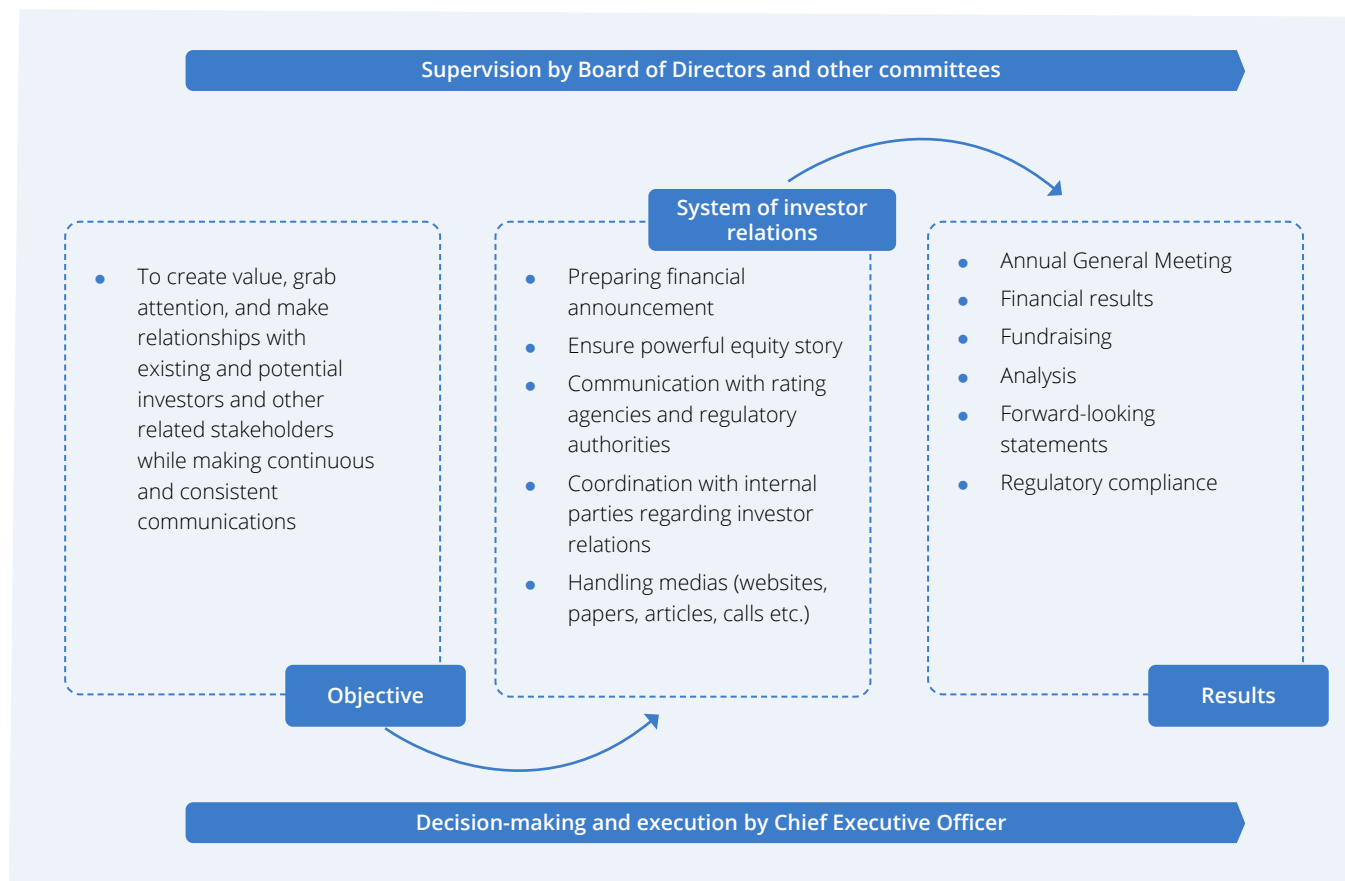 Supervision by Board of Directors and other committees
● To create value, grab
attention, and make
relationships with
existing and potential
investors and other
related stakeholders
while making continuous
and consistent
communications
Objective
System of investor
relations
● Preparing financial
announcement
● Ensure powerful equity story
● Communication with rating
agencies and regulatory
authorities
● Coordination with internal
parties regarding investor
relations
● Handling medias (websites,
papers, articles, calls etc.)
● Annual General Meeting
● Financial results
● Fundraising
● Analysis
● Forward-looking
statements
● Regulatory compliance
Results
Decision-making and execution by Chief Executive Officer